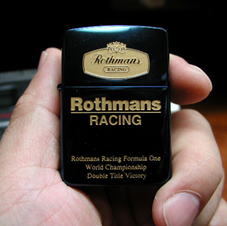 Rothmans
RACING
Rothmans
RACING
Rothmans Racing Formula One
World Championship
Double Title Victory